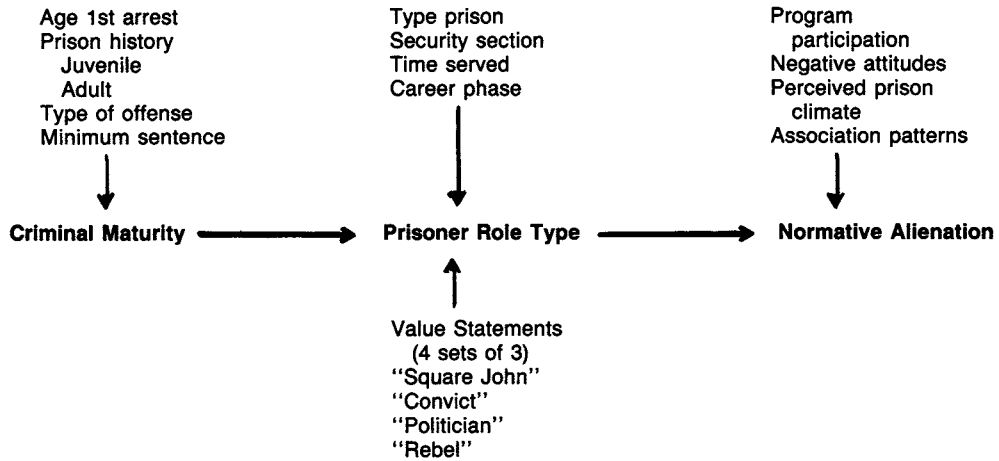 Age 1st arrest
Prison history
Juvenile
Adult
Type of offense
Minimum sentence
Type prison
Security section
Time served
Career phase
Program
participation
Negative attitudes
Perceived prison
climate
Association patterns
Criminal Maturity
Prisoner Role Type
Normative Alienation
Value Statements
(4 sets of 3)
‘‘Square John’’
‘‘Convict’’
‘‘Politician’’
‘‘Rebel’’